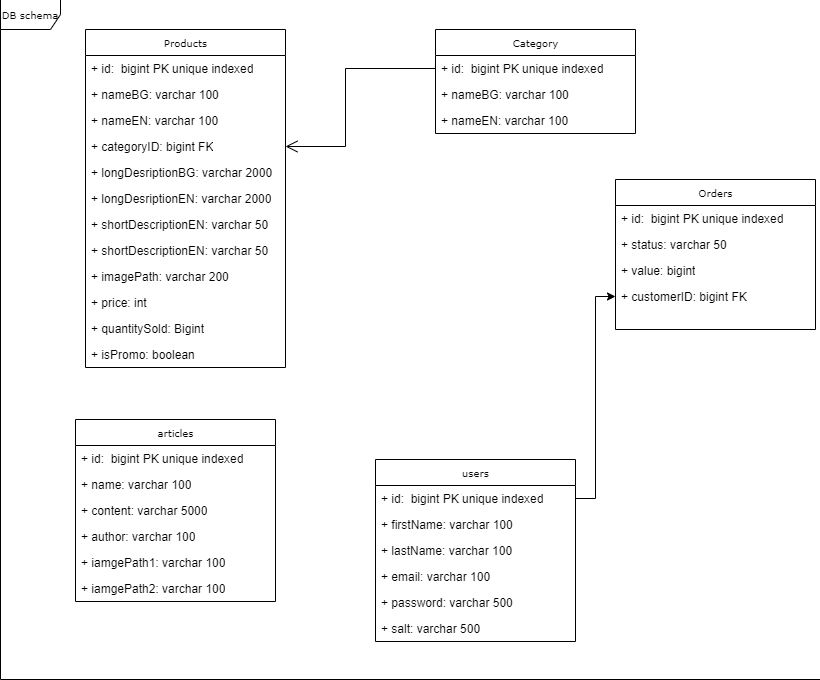 DB schema
Products
+ id:  bigint PK unique indexed
+ nameBG: varchar 100
+ nameEN: varchar 100
+ categoryID: bigint FK
+ longDesriptionBG: varchar 2000
+ longDesriptionEN: varchar 2000
+ shortDescriptionEN: varchar 50
+ shortDescriptionEN: varchar 50
+ imagePath: varchar 200
+ price: int
+ quantitySold: Bigint
+ isPromo: boolean
Category
+ id:  bigint PK unique indexed
+ nameBG: varchar 100
+ nameEN: varchar 100
Orders
+ id:  bigint PK unique indexed
+ status: varchar 50
+ value: bigint
+ customerID: bigint FK
articles
+ id:  bigint PK unique indexed
+ name: varchar 100
+ content: varchar 5000
+ author: varchar 100
+ iamgePath1: varchar 100
+ iamgePath2: varchar 100
users
+ id:  bigint PK unique indexed
+ firstName: varchar 100
+ lastName: varchar 100
+ email: varchar 100
+ password: varchar 500
+ salt: varchar 500